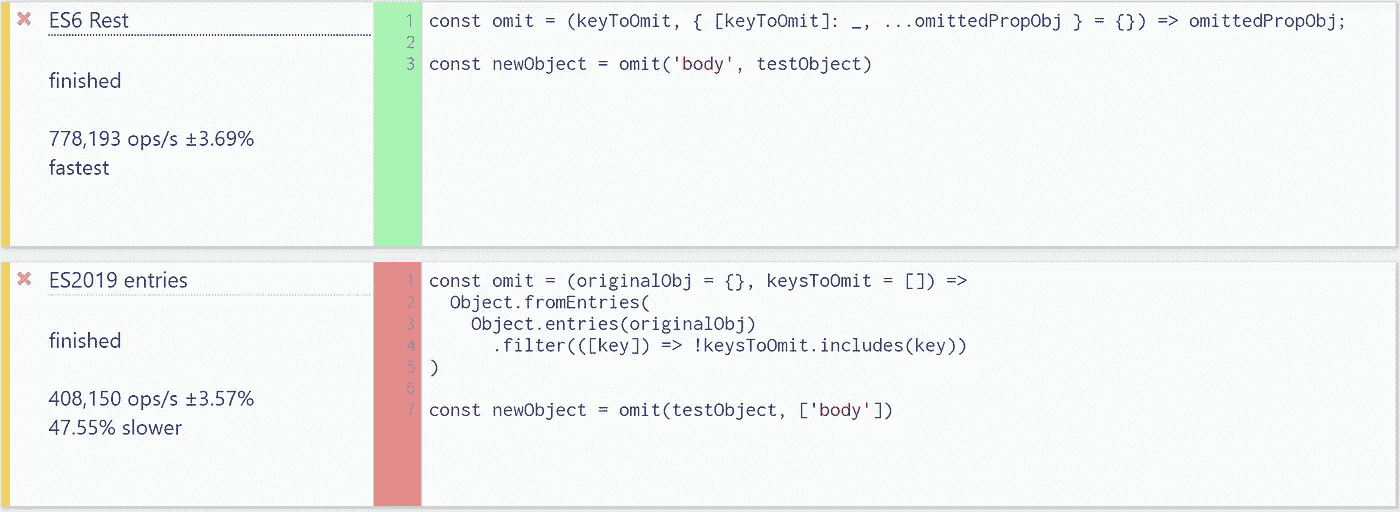 ES6 Rest
finished
778,193 ops/s ±3.69%
fastest
1 const omit = (keyToOmit, { [keyToOmit]: _, ...omittedPropObj } = {}) => omittedPropObj;
2
3 const newObject = omit('body', testObject)
ES2019 entries
finished
408,150 ops/s ±3.57%
47.55% slower
1 const omit = (originalObj = {}, keysToOmit = []) =>
2   Object.fromEntries(
3     Object.entries(originalObj)
4       .filter(([key]) => !keysToOmit.includes(key))
5 )
6
7 const newObject = omit(testObject, ['body'])